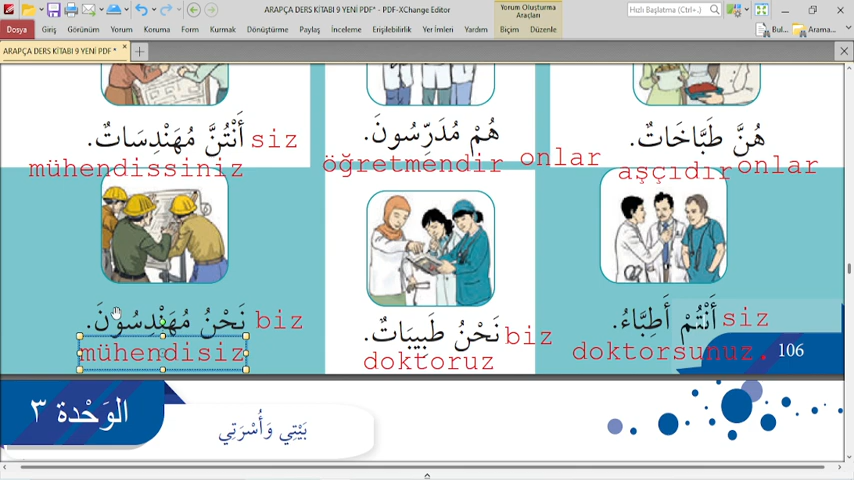 ARAPÇA DERS KİTABI 9 YENİ PDF* - PDF-XChange Editor
Yorum Oluşturma Araçları
Hızlı Başlatma (Ctrl+.)
Dosya Giriş Görünüm Yorum Koruma Form Kurmak Dönüştürme Paylaş İnceleme Erişilebilirlik Yer İmleri Yardım Biçim Düzenle
Bul... Arama...
ARAPÇA DERS KİTABI 9 YENİ PDF *
هُنَّ طَبَّاخَاتٌ.
onlar aşçıdır
هُمْ مُدَرِّسُونَ.
onlar öğretmendir
أَنْتُنَّ مُهَنْدِسَاتٌ.
siz mühendissiniz
أَنْتُمْ أَطِبَّاءُ.
siz doktorsunuz.
نَحْنُ طَبِيبَاتٌ.
biz doktoruz
نَحْنُ مُهَنْدِسُونَ.
biz mühendisiz
106
الوَحْدة ٣
بَيْتِي وَأُسْرَتِي